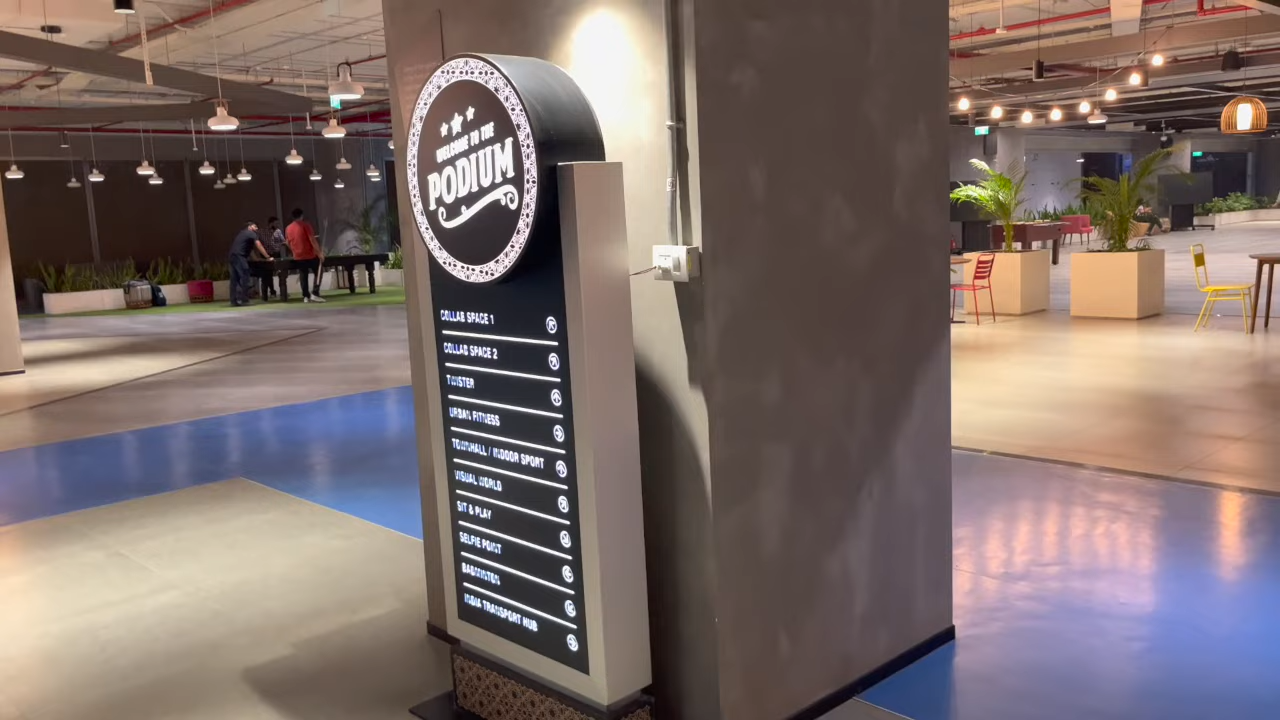 WELCOME TO THE
PODIUM
COLLAB SPACE 1
COLLAB SPACE 2
TWISTER
URBAN FITNESS
TOWNHALL / INDOOR SPORT
VISUAL WORLD
SIT & PLAY
SELFIE POINT
BADMINTON
INDIA TRANSPORT HUB